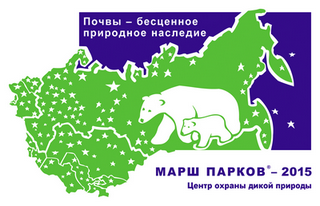 Почвы – бесценное
природное наследие
МАРШ ПАРКОВ® – 2015
Центр охраны дикой природы